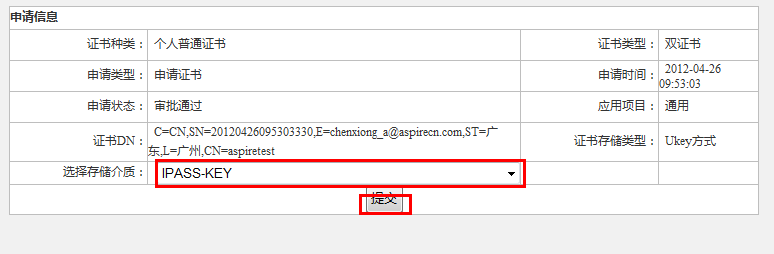 申请信息
证书种类： 个人普通证书 证书类型： 双证书
申请类型： 申请证书 申请时间： 2012-04-26
09:53:03
申请状态： 审批通过 应用项目： 通用
证书DN： C=CN,SN=20120426095303330,E=chenxiong_a@aspirecn.com,ST=广
东,L=广州,CN=aspiretest 证书存储类型： Ukey方式
选择存储介质： IPASS-KEY
提交